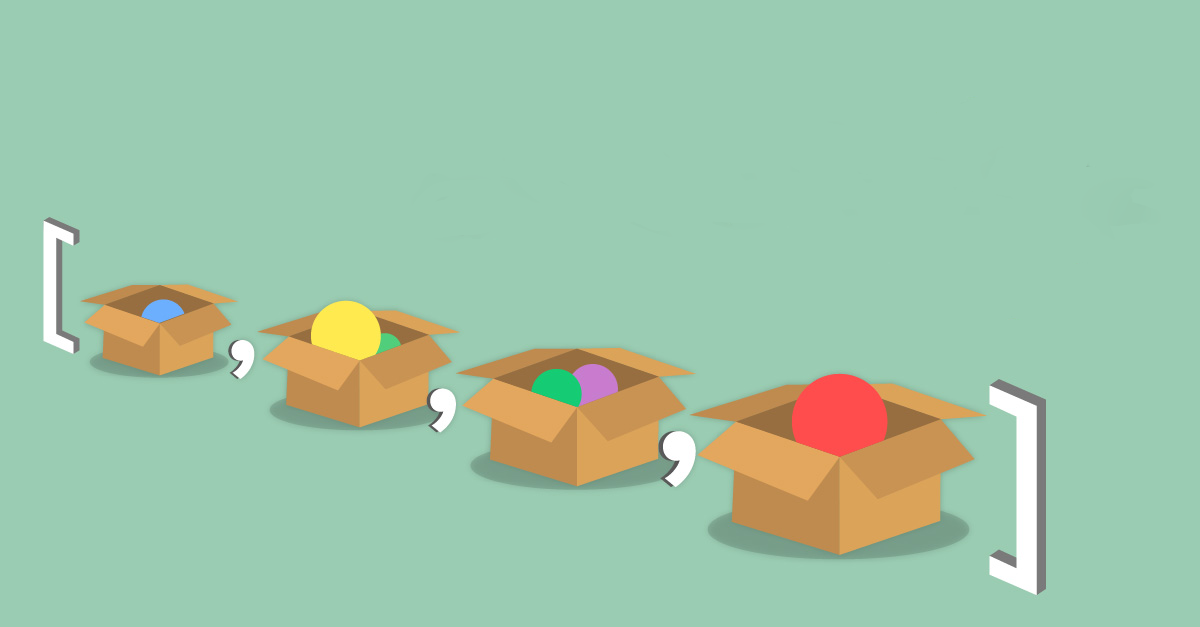 [ , , , ]